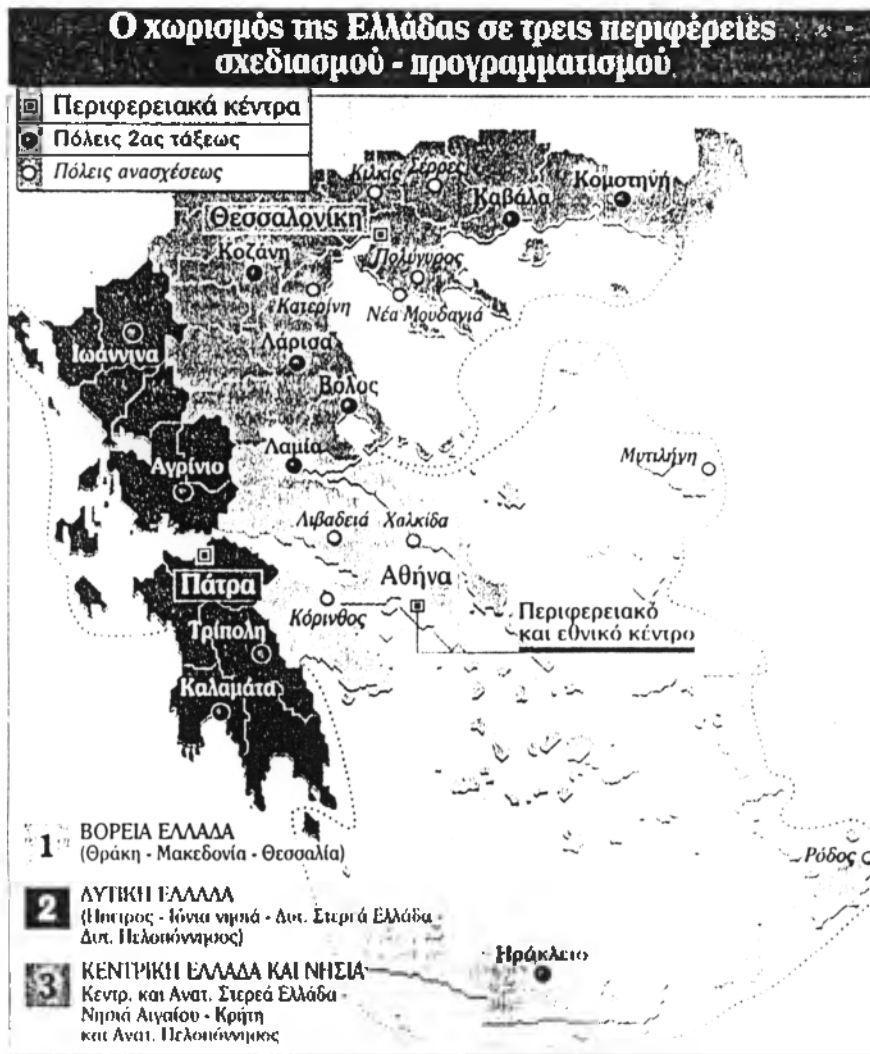 Ο χωρισμός της Ελλάδας σε τρεις περιφέρειες
σχεδιασμού - προγραμματισμού
Περιφερειακά κέντρα
Πόλεις 2ας τάξεως
Πόλεις ανασχέσεως
Κιλκίς
Σέρρες
Καβάλα
Κομοτηνή
Θεσσαλονίκη
Κοζάνη
Πολύγυρος
Κατερίνη
Νέα Μουδανιά
Ιωάννινα
Λάρισα
Βόλος
Λαμία
Μυτιλήνη
Αγρίνιο
Λιβαδειά
Χαλκίδα
Πάτρα
Αθήνα
Κόρινθος
Περιφερειακό
και εθνικό κέντρο
Τρίπολη
Καλαμάτα
1 ΒΟΡΕΙΑ ΕΛΛΑΔΑ
(Θράκη - Μακεδονία - Θεσσαλία)
Ρόδος
2 ΔΥΤΙΚΗ ΕΛΛΑΔΑ
(Ηπειρος - Ιόνια νησιά - Δυτ. Στερεά Ελλάδα -
Δυτ. Πελοπόννησος)
Ηράκλειο
3 ΚΕΝΤΡΙΚΗ ΕΛΛΑΔΑ ΚΑΙ ΝΗΣΙΑ
Κεντρ. και Ανατ. Στερεά Ελλάδα -
Νησιά Αιγαίου - Κρήτη
και Ανατ. Πελοπόννησος